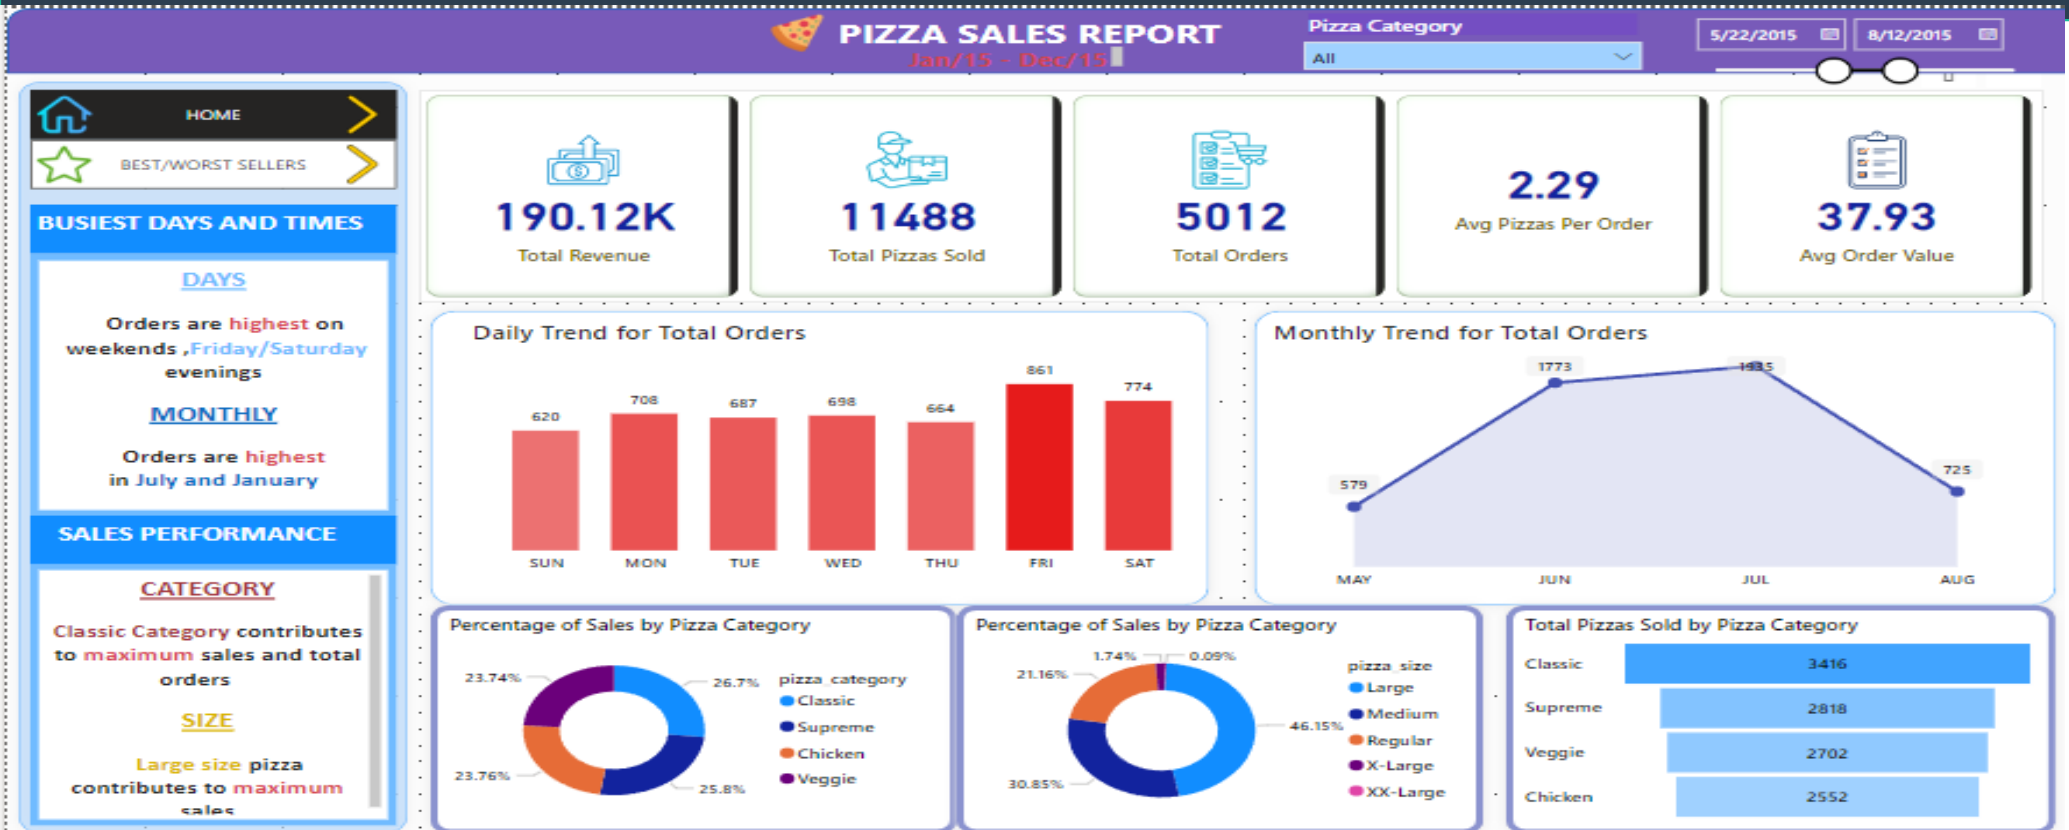 PIZZA SALES REPORT
Jan/15 - Dec/15
Pizza Category
All
5/22/2015
8/12/2015
HOME
BEST/WORST SELLERS
BUSIEST DAYS AND TIMES
DAYS
Orders are highest on
weekends ,Friday/Saturday
evenings
MONTHLY
Orders are highest
in July and January
SALES PERFORMANCE
CATEGORY
Classic Category contributes
to maximum sales and total
orders
SIZE
Large size pizza
contributes to maximum
sales
190.12K
Total Revenue
11488
Total Pizzas Sold
5012
Total Orders
2.29
Avg Pizzas Per Order
37.93
Avg Order Value
Daily Trend for Total Orders
620
708
687
698
664
861
774
SUN
MON
TUE
WED
THU
FRI
SAT
Monthly Trend for Total Orders
579
1773
1935
725
MAY
JUN
JUL
AUG
Percentage of Sales by Pizza Category
23.74%
26.7%
23.76%
25.8%
pizza_category
Classic
Supreme
Chicken
Veggie
Percentage of Sales by Pizza Category
1.74%
0.09%
21.16%
46.15%
30.85%
pizza_size
Large
Medium
Regular
X-Large
XX-Large
Total Pizzas Sold by Pizza Category
Classic
3416
Supreme
2818
Veggie
2702
Chicken
2552